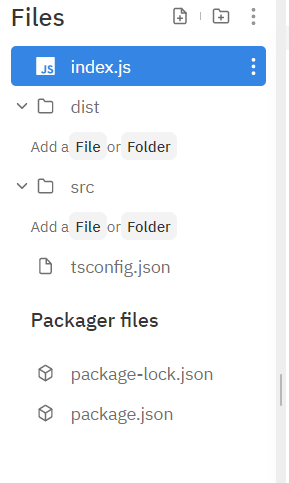 Files
JS index.js
dist
Add a File or Folder
src
Add a File or Folder
tsconfig.json
Packager files
package-lock.json
package.json